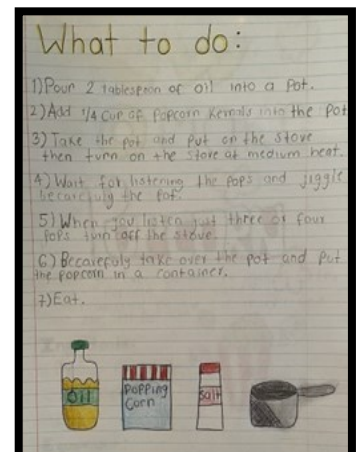 What to do:
1) Pour 2 tablespoon of oil into a Pot.
2) Add 1/4 cup of Popcorn Kernals into the Pot
3) Take the pot and put on the stove
then turn on the stove at medium heat.
4) Wait for listening the Pops and jiggle
becarefuly the Pot.
5) When you listen just three or four
Pops turn off the stove.
6) Becarefuly take over the pot and put
the popcorn in a container.
7) Eat.
Oil
Popping
Corn
Salt